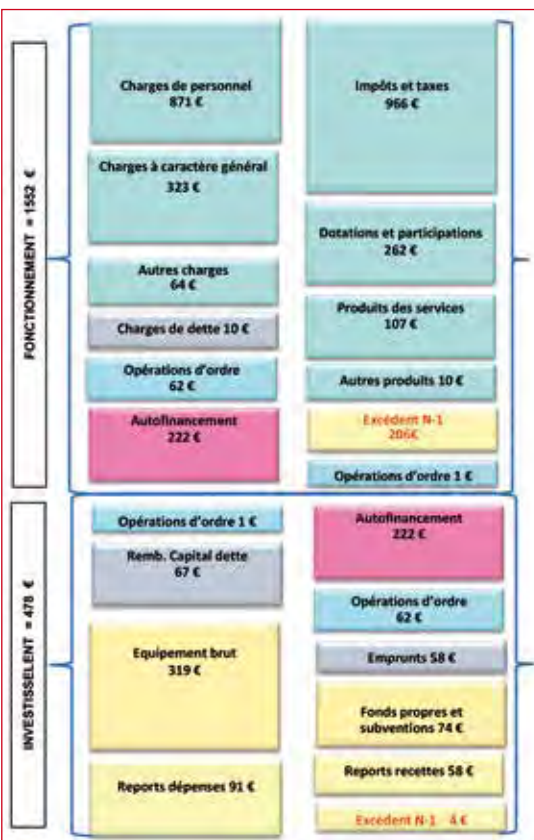 FONCTIONNEMENT = 1552 €
Charges de personnel
871 €
Charges à caractère général
323 €
Autres charges
64 €
Charges de dette 10 €
Opérations d'ordre
62 €
Autofinancement
222 €
Impôts et taxes
966 €
Dotations et participations
262 €
Produits des services
107 €
Autres produits 10 €
Excédent N-1
206€
Opérations d'ordre 1 €
INVESTISSELENT = 478 €
Opérations d'ordre 1 €
Remb. Capital dette
67 €
Equipement brut
319 €
Reports dépenses 91 €
Autofinancement
222 €
Opérations d'ordre
62 €
Emprunts 58 €
Fonds propres et
subventions 74 €
Reports recettes 58 €
Excédent N-1 4 €